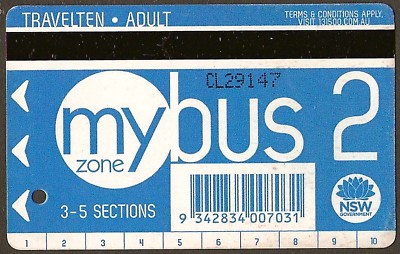 TRAVELTEN • ADULT
TERMS & CONDITIONS APPLY.
VISIT 131500.COM.AU
CL29147
mybus 2
zone
3-5 SECTIONS
9 342834 007031
NSW
GOVERNMENT
1 2 3 4 5 6 7 8 9 10